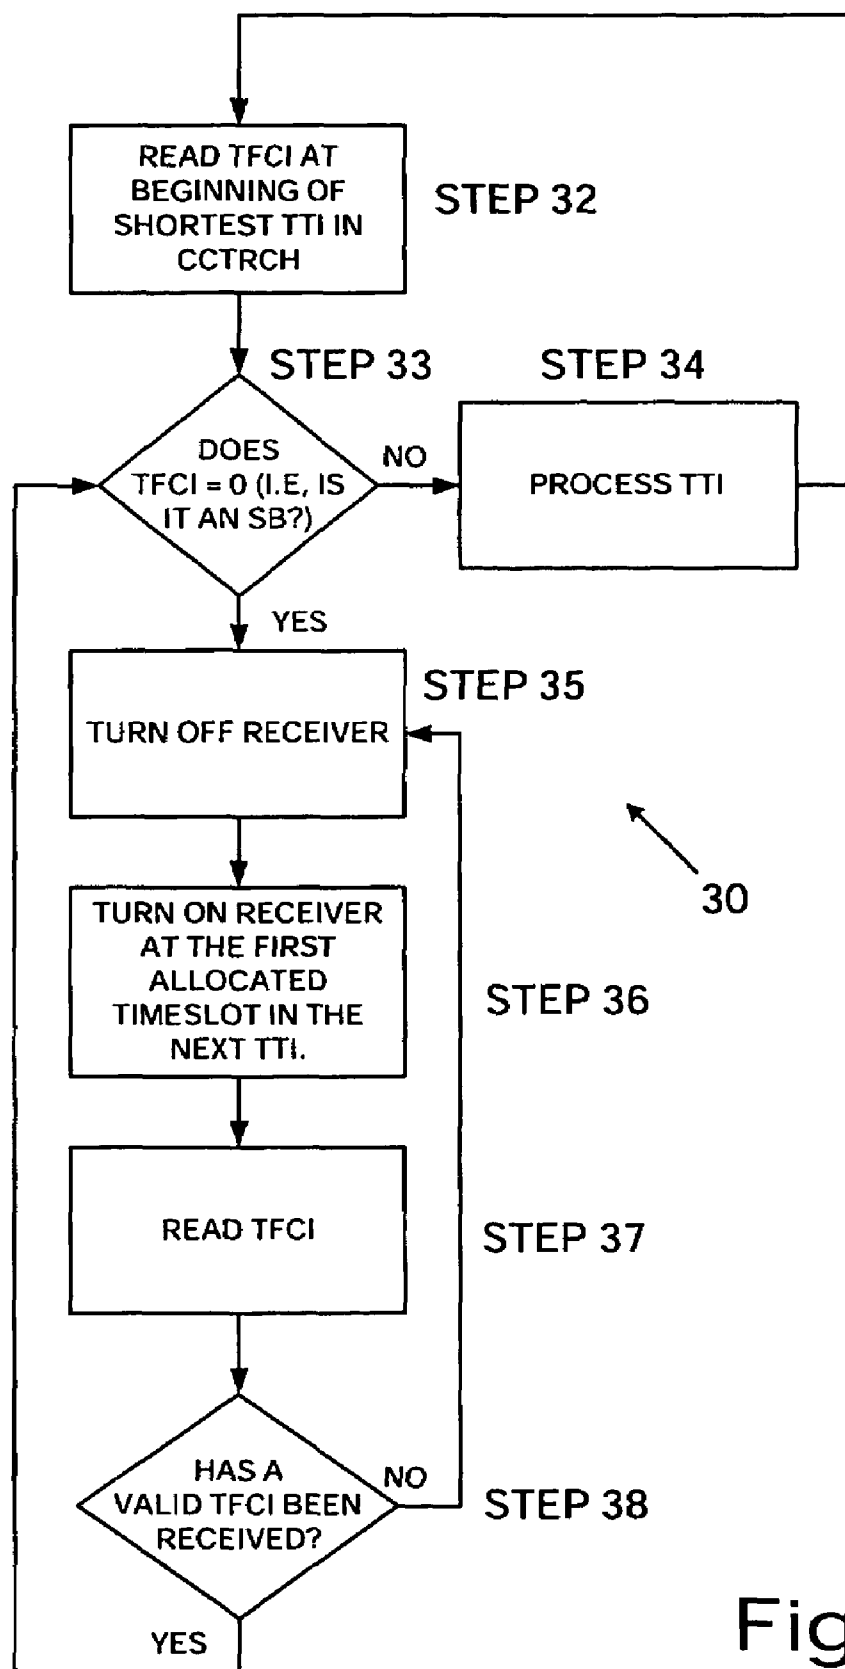 READ TFCI AT
BEGINNING OF
SHORTEST TTI IN
CCTRCH
STEP 32
STEP 33
STEP 34
DOES
TFCI = 0 (I.E, IS
IT AN SB?)
NO
PROCESS TTI
YES
STEP 35
TURN OFF RECEIVER
30
TURN ON RECEIVER
AT THE FIRST
ALLOCATED
TIMESLOT IN THE
NEXT TTI.
STEP 36
READ TFCI
STEP 37
HAS A
VALID TFCI BEEN
RECEIVED?
NO
STEP 38
YES
Fig